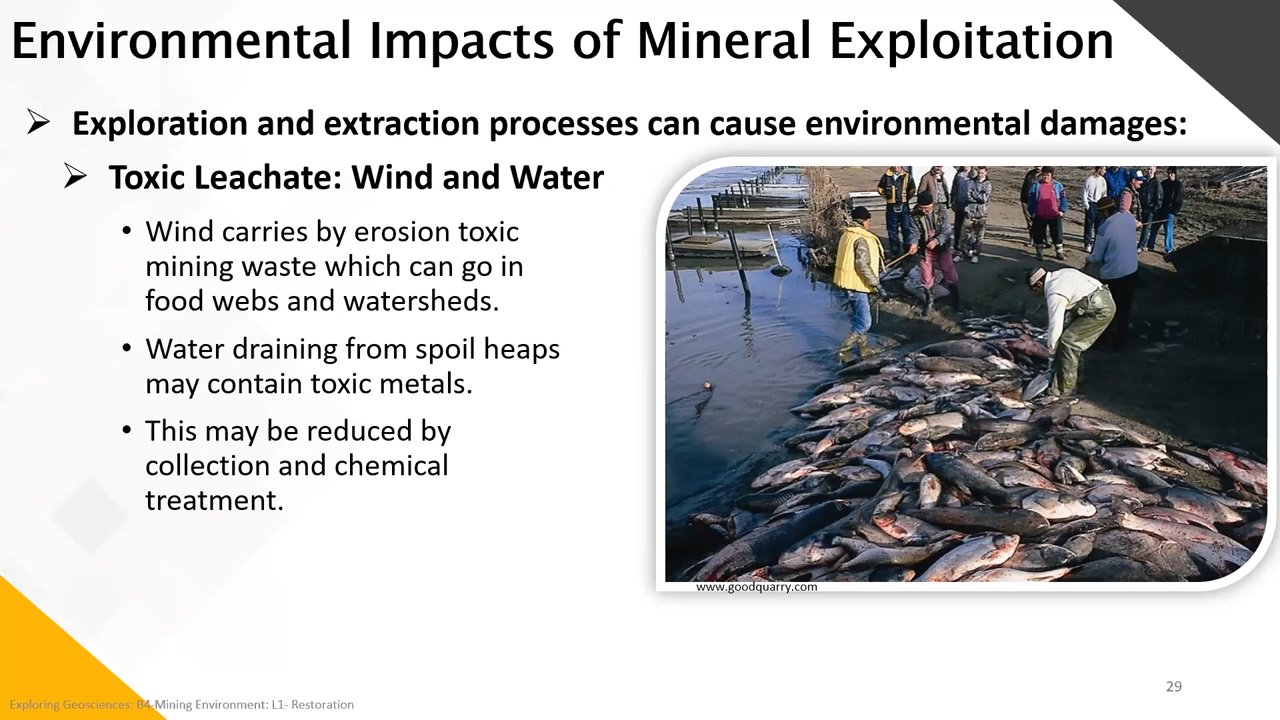 Environmental Impacts of Mineral Exploitation
Exploration and extraction processes can cause environmental damages:
Toxic Leachate: Wind and Water
• Wind carries by erosion toxic
mining waste which can go in
food webs and watersheds.
• Water draining from spoil heaps
may contain toxic metals.
• This may be reduced by
collection and chemical
treatment.
www.goodquarry.com
29
Exploring Geosciences: B4-Mining Environment: L1- Restoration